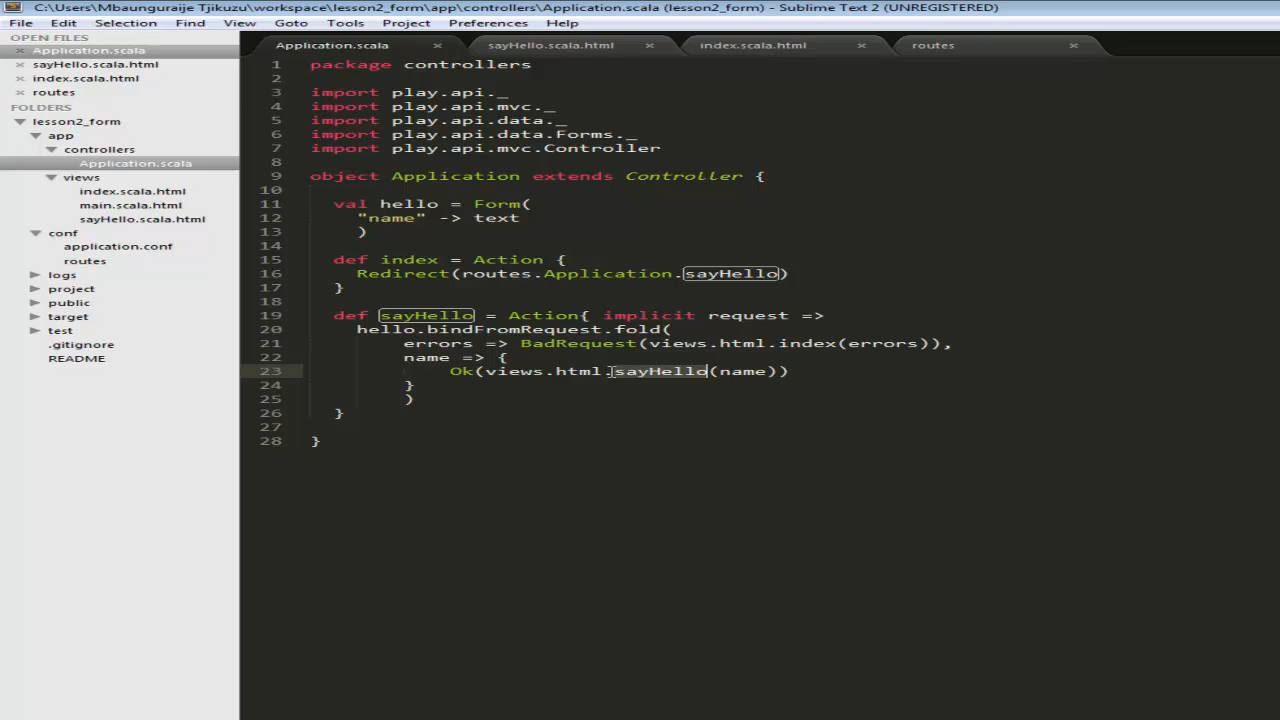 C:\Users\Mbaunguraije Tjikuzu\workspace\lesson2_form\app\controllers\Application.scala (lesson2_form) - Sublime Text 2 (UNREGISTERED)
File Edit Selection Find View Goto Tools Project Preferences Help
OPEN FILES
× Application.scala
× sayHello.scala.html
× index.scala.html
× routes
FOLDERS
lesson2_form
app
controllers
Application.scala
views
index.scala.html
main.scala.html
sayHello.scala.html
conf
application.conf
routes
logs
project
public
target
test
.gitignore
README
Application.scala × sayHello.scala.html × index.scala.html × routes ×
1 package controllers
2
3 import play.api._
4 import play.api.mvc._
5 import play.api.data._
6 import play.api.data.Forms._
7 import play.api.mvc.Controller
8
9 object Application extends Controller {
10
11 val hello = Form(
12 "name" -> text
13 )
14
15 def index = Action {
16 Redirect(routes.Application.sayHello)
17 }
18
19 def sayHello = Action{ implicit request =>
20 hello.bindFromRequest.fold(
21 errors => BadRequest(views.html.index(errors)),
22 name => {
23 Ok(views.html.sayHello(name))
24 }
25 )
26 }
27
28 }